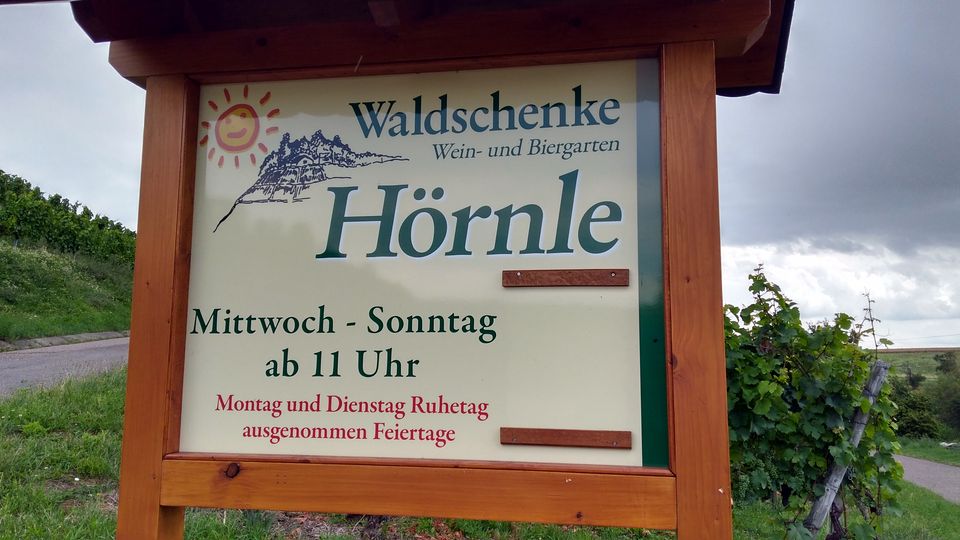 Waldschenke
Wein- und Biergarten
Hörnle
Mittwoch - Sonntag
ab 11 Uhr
Montag und Dienstag Ruhetag
ausgenommen Feiertage